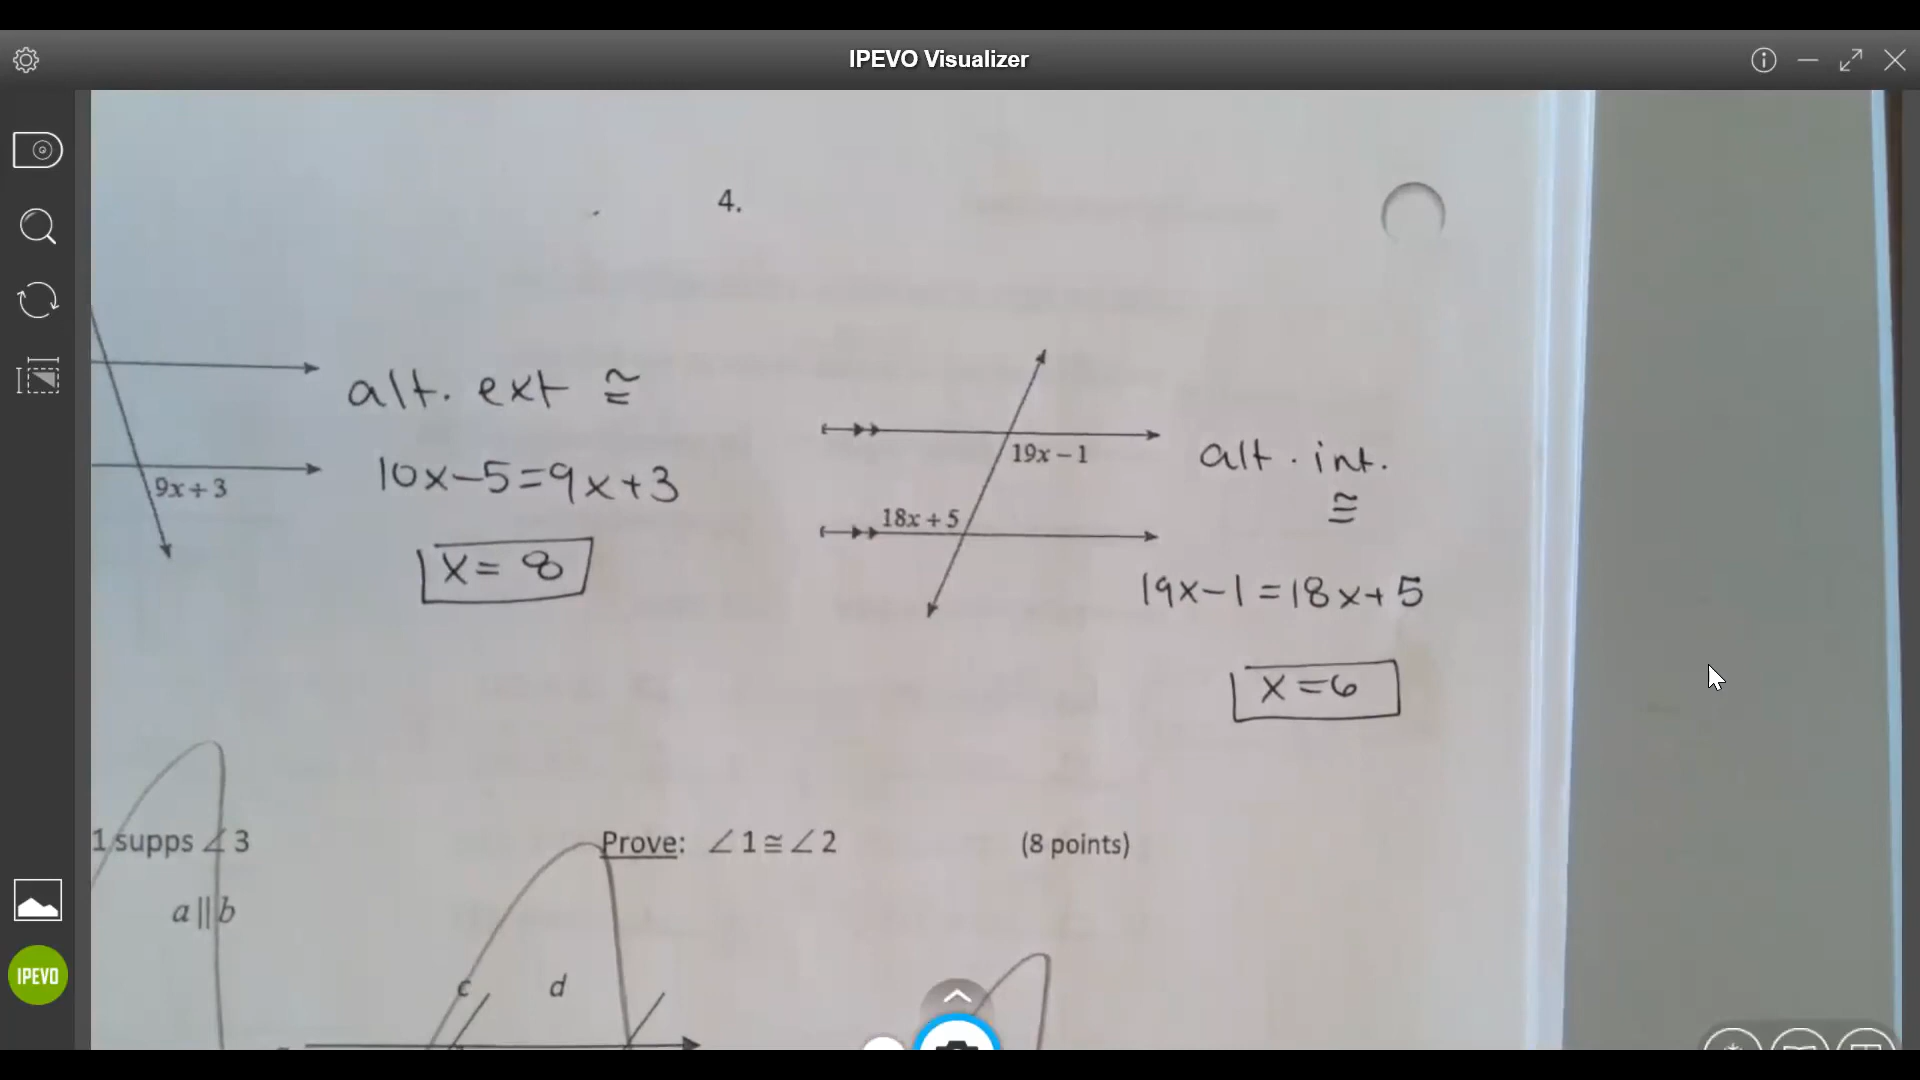 IPEVO Visualizer
4.
alt. ext ≅
10x-5=9x+3
x= 8
9x+3
19x-1
18x+5
alt. int.
≅
19x-1=18x+5
x=6
1 supps ∠3
a||b
Prove: ∠1≅∠2
(8 points)
c
d
IPEVO